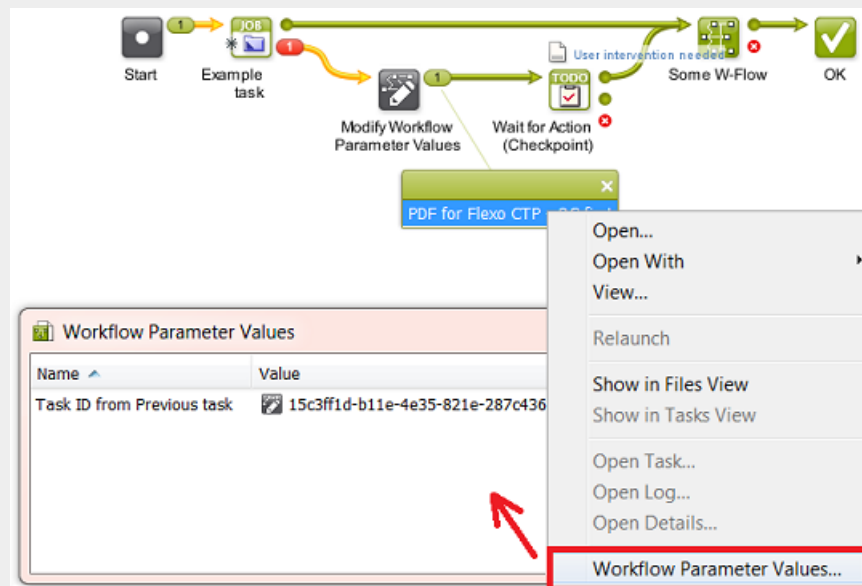 1
JOB
1
Start
Example
task
User intervention needed
TODO
1
Modify Workflow
Parameter Values
Wait for Action
(Checkpoint)
Some W-Flow
OK
PDF for Flexo CTP
Open...
Open With
View...
Relaunch
Show in Files View
Show in Tasks View
Open Task...
Open Log...
Open Details...
Workflow Parameter Values...
Workflow Parameter Values
Name
Value
Task ID from Previous task
15c3ff1d-b11e-4e35-821e-287c436